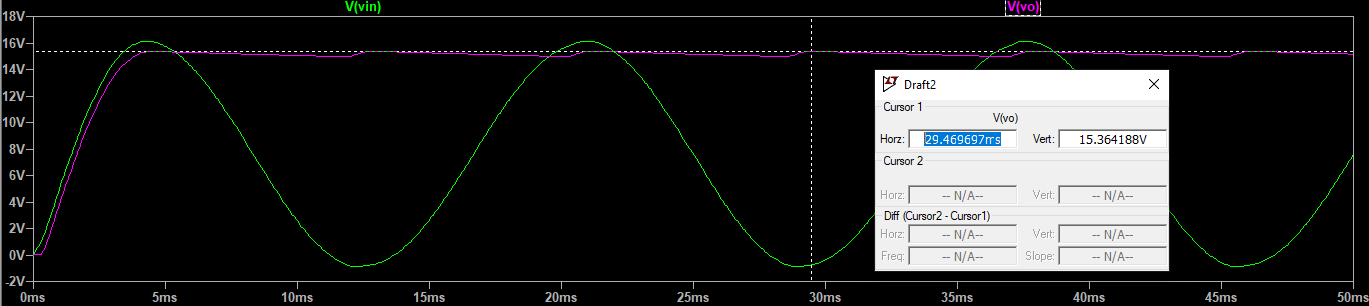 V(vin) V(vo)
18V
16V
14V
12V
10V
8V
6V
4V
2V
0V
-2V
0ms 5ms 10ms 15ms 20ms 25ms 30ms 35ms 40ms 45ms 50ms
Draft2
Cursor 1
V(vo)
Horz: 29.469697ms Vert: 15.364188V
Cursor 2
Horz: -- N/A-- Vert: -- N/A--
Diff (Cursor2 - Cursor1)
Horz: -- N/A-- Vert: -- N/A--
Freq: -- N/A-- Slope: -- N/A--